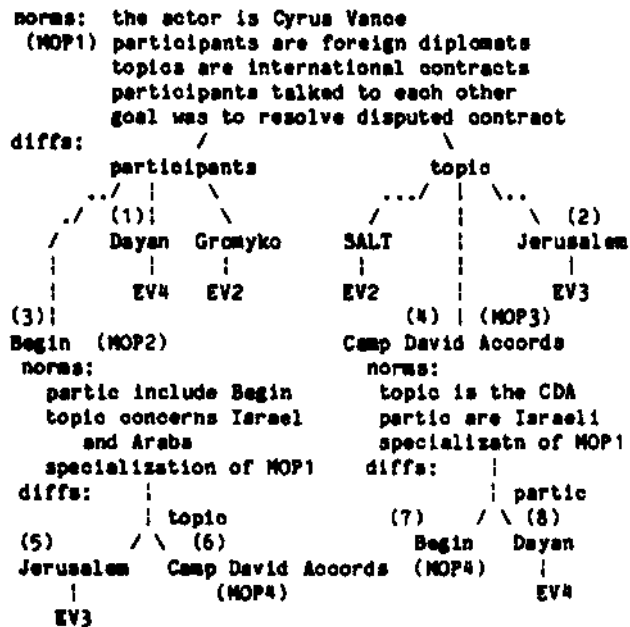 norms: the actor is Cyrus Vance
(MOP1) participants are foreign diplomats
topics are international contracts
participants talked to each other
goal was to resolve disputed contract
diffs: / \
participants topic
../ | \ .../ | \..
./ (1)| \ / | \ (2)
/ Dayan Gromyko SALT | Jerusalem
| | | | | |
| EV4 EV2 EV2 | EV3
(3)| (4) | (MOP3)
Begin (MOP2) Camp David Accords
norms: norms:
partic include Begin topic is the CDA
topic concerns Israel partic are Israeli
and Arabs specializatn of MOP1
specialization of MOP1 diffs: |
diffs: | | partic
| topic (7) / \ (8)
(5) / \ (6) Begin Dayan
Jerusalem Camp David Accords (MOP4) |
| (MOP4) EV4
EV3